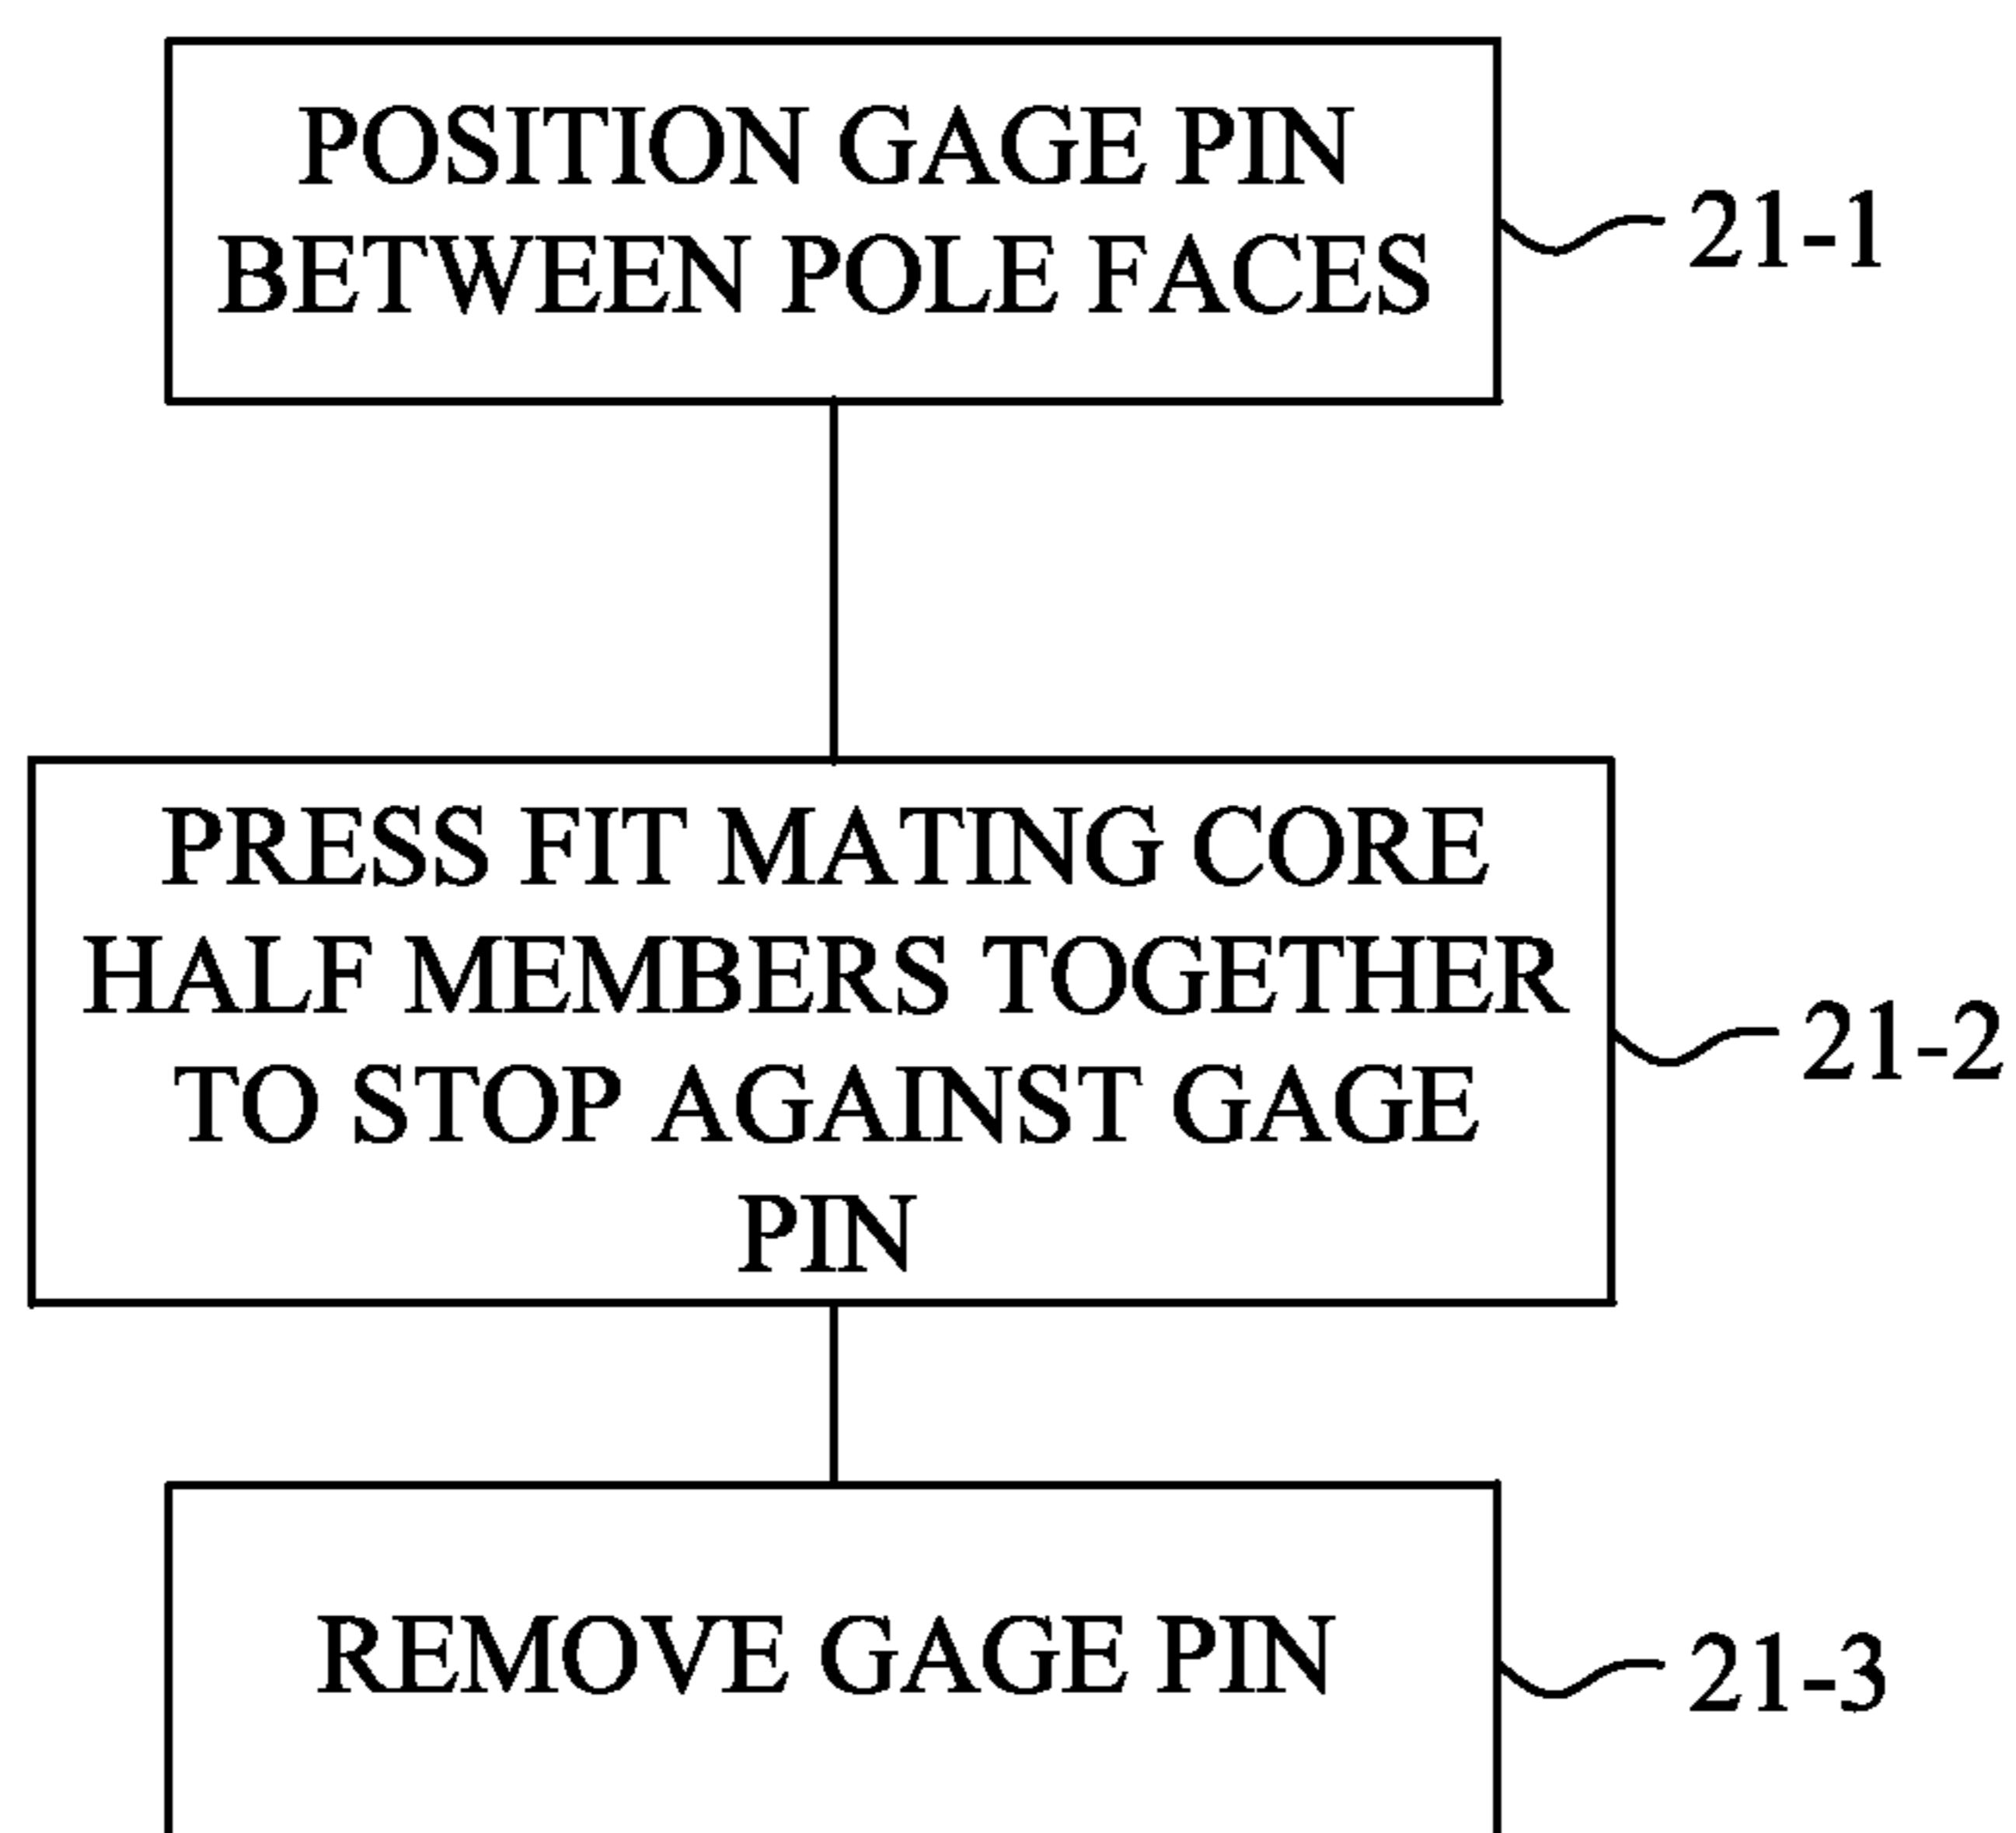 POSITION GAGE PIN
BETWEEN POLE FACES
21-1
PRESS FIT MATING CORE
HALF MEMBERS TOGETHER
TO STOP AGAINST GAGE
PIN
21-2
REMOVE GAGE PIN
21-3